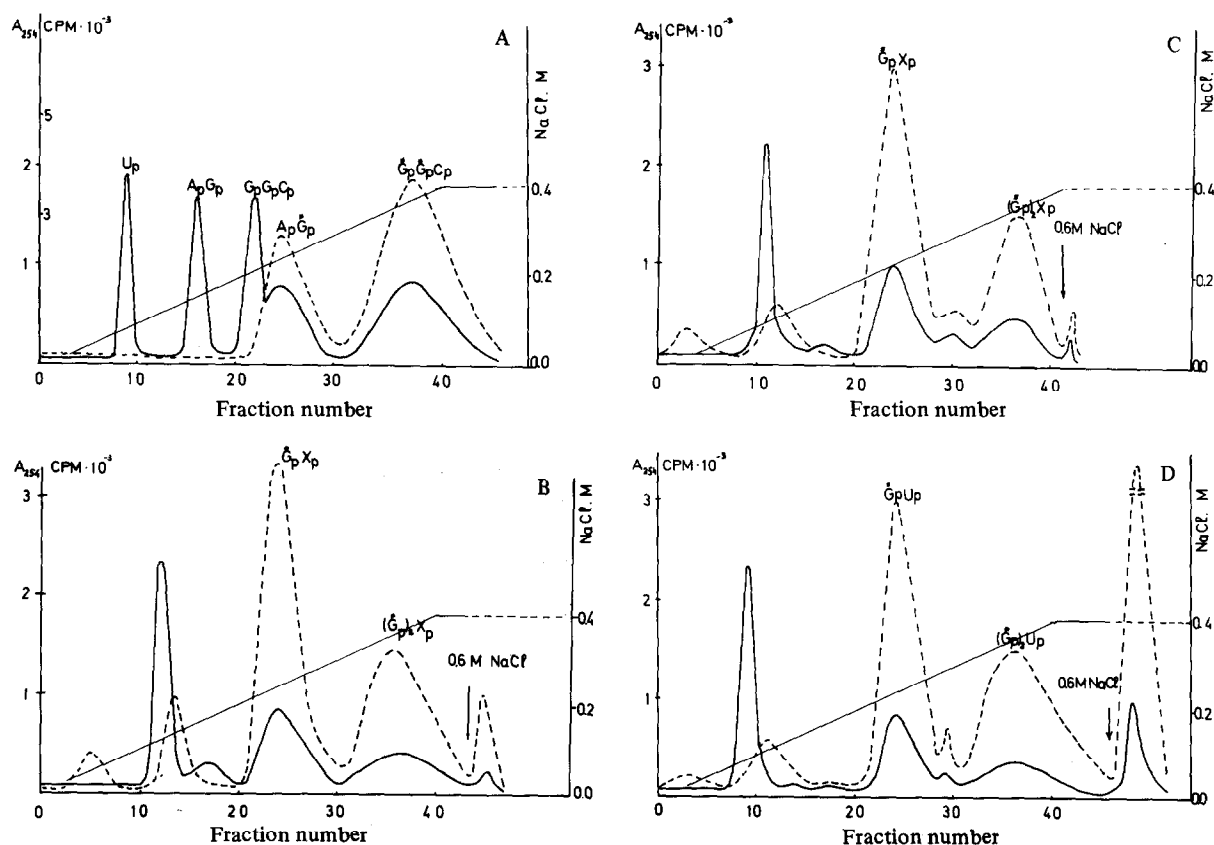 A₂₅₄ CPM·10⁻³
A
5
2
3
1
Up
ApGp
GpGpCp
ApG̊p
G̊pG̊pCp
NaCl. M
0.4
0.2
0.0
0 10 20 30 40
Fraction number
A₂₅₄ CPM·10⁻³
C
3
2
1
G̊pXp
(G̊p)₂Xp
0.6M NaCl
NaCl. M
0.4
0.2
0.0
0 10 20 30 40
Fraction number
A₂₅₄ CPM·10⁻³
B
3
2
1
G̊pXp
(G̊p)₂Xp
0.6 M NaCl
NaCl. M
0.4
0.2
0.0
0 10 20 30 40
Fraction number
A₂₅₄ CPM·10⁻³
D
3
2
1
G̊pUp
(G̊p)₂Up
0.6M NaCl
NaCl. M
0.4
0.2
0.0
0 10 20 30 40
Fraction number